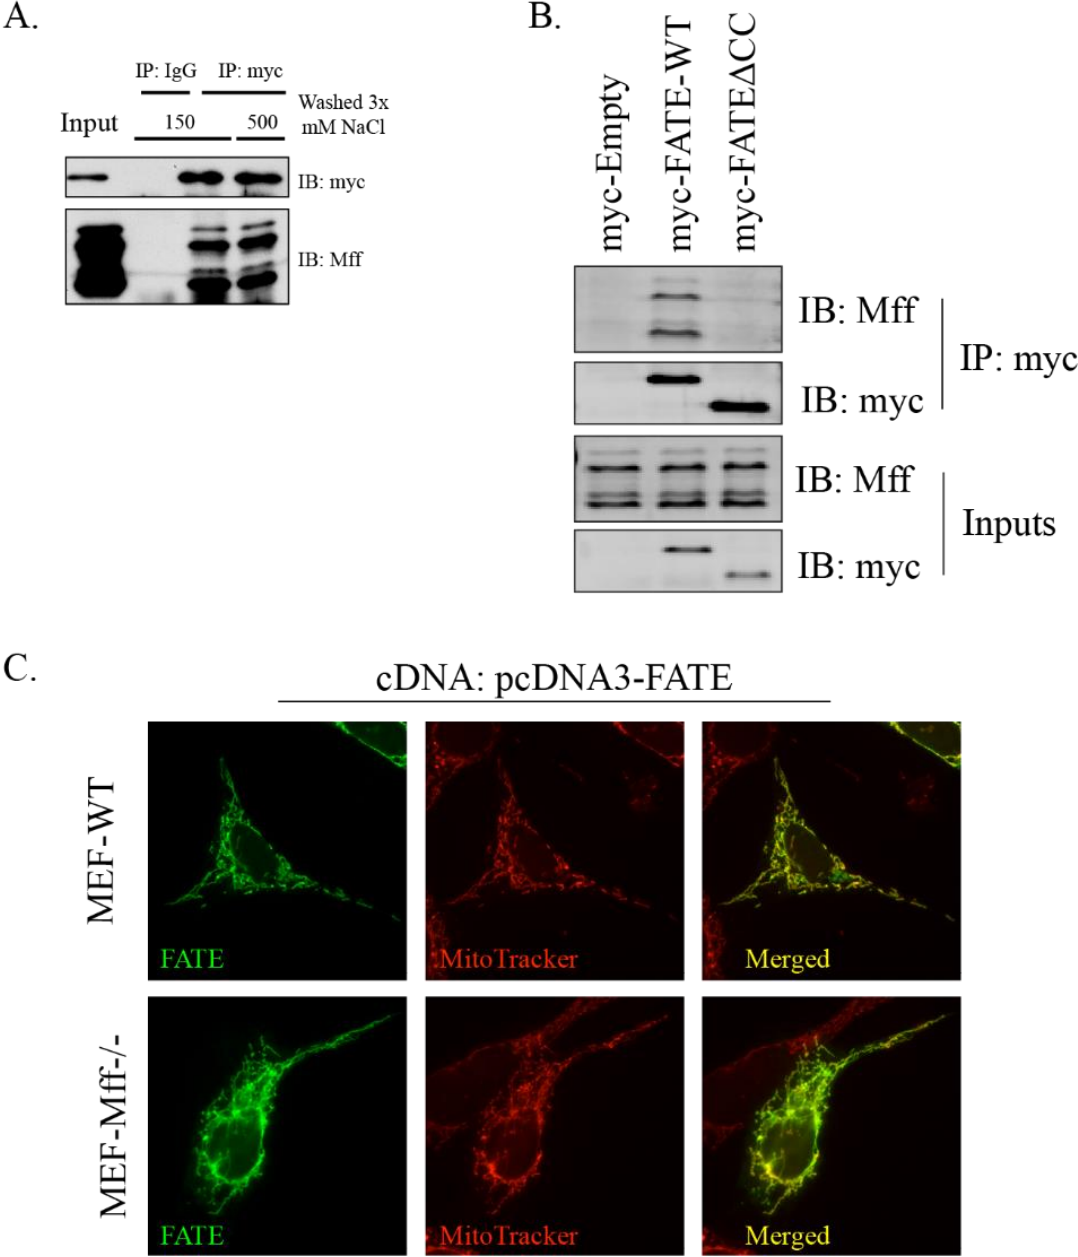 A.
IP: IgG
IP: myc
Washed 3x
mM NaCl
Input
150
500
IB: myc
IB: Mff
B.
myc-Empty
myc-FATE-WT
myc-FATEΔCC
IB: Mff
IB: myc
IP: myc
IB: Mff
IB: myc
Inputs
C.
cDNA: pcDNA3-FATE
MEF-WT
FATE
MitoTracker
Merged
MEF-Mff-/-
FATE
MitoTracker
Merged